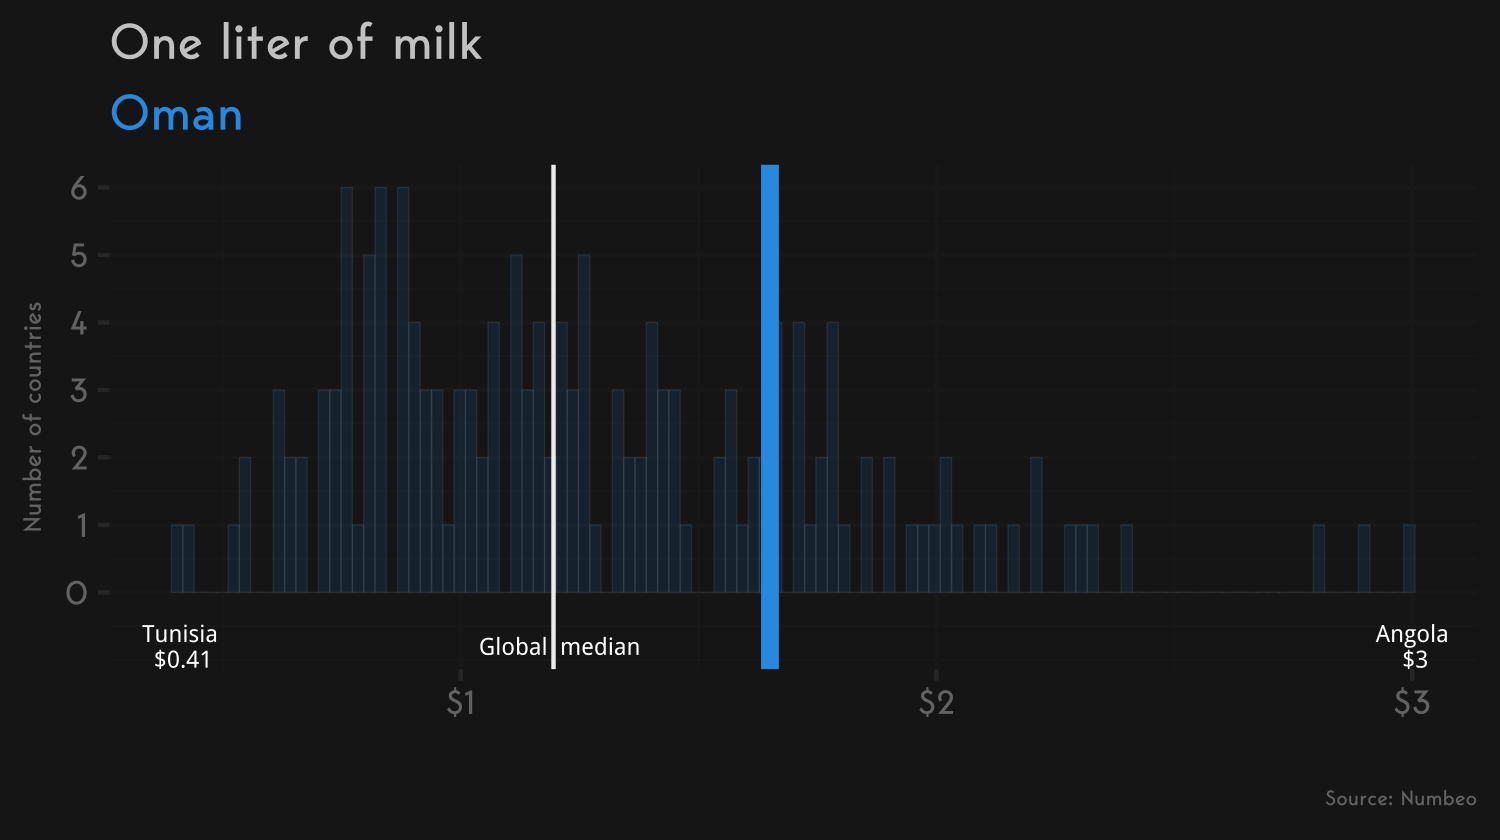 One liter of milk
Oman
Number of countries
6
5
4
3
2
1
0
Tunisia
$0.41
Global median
Angola
$3
$1
$2
$3
Source: Numbeo